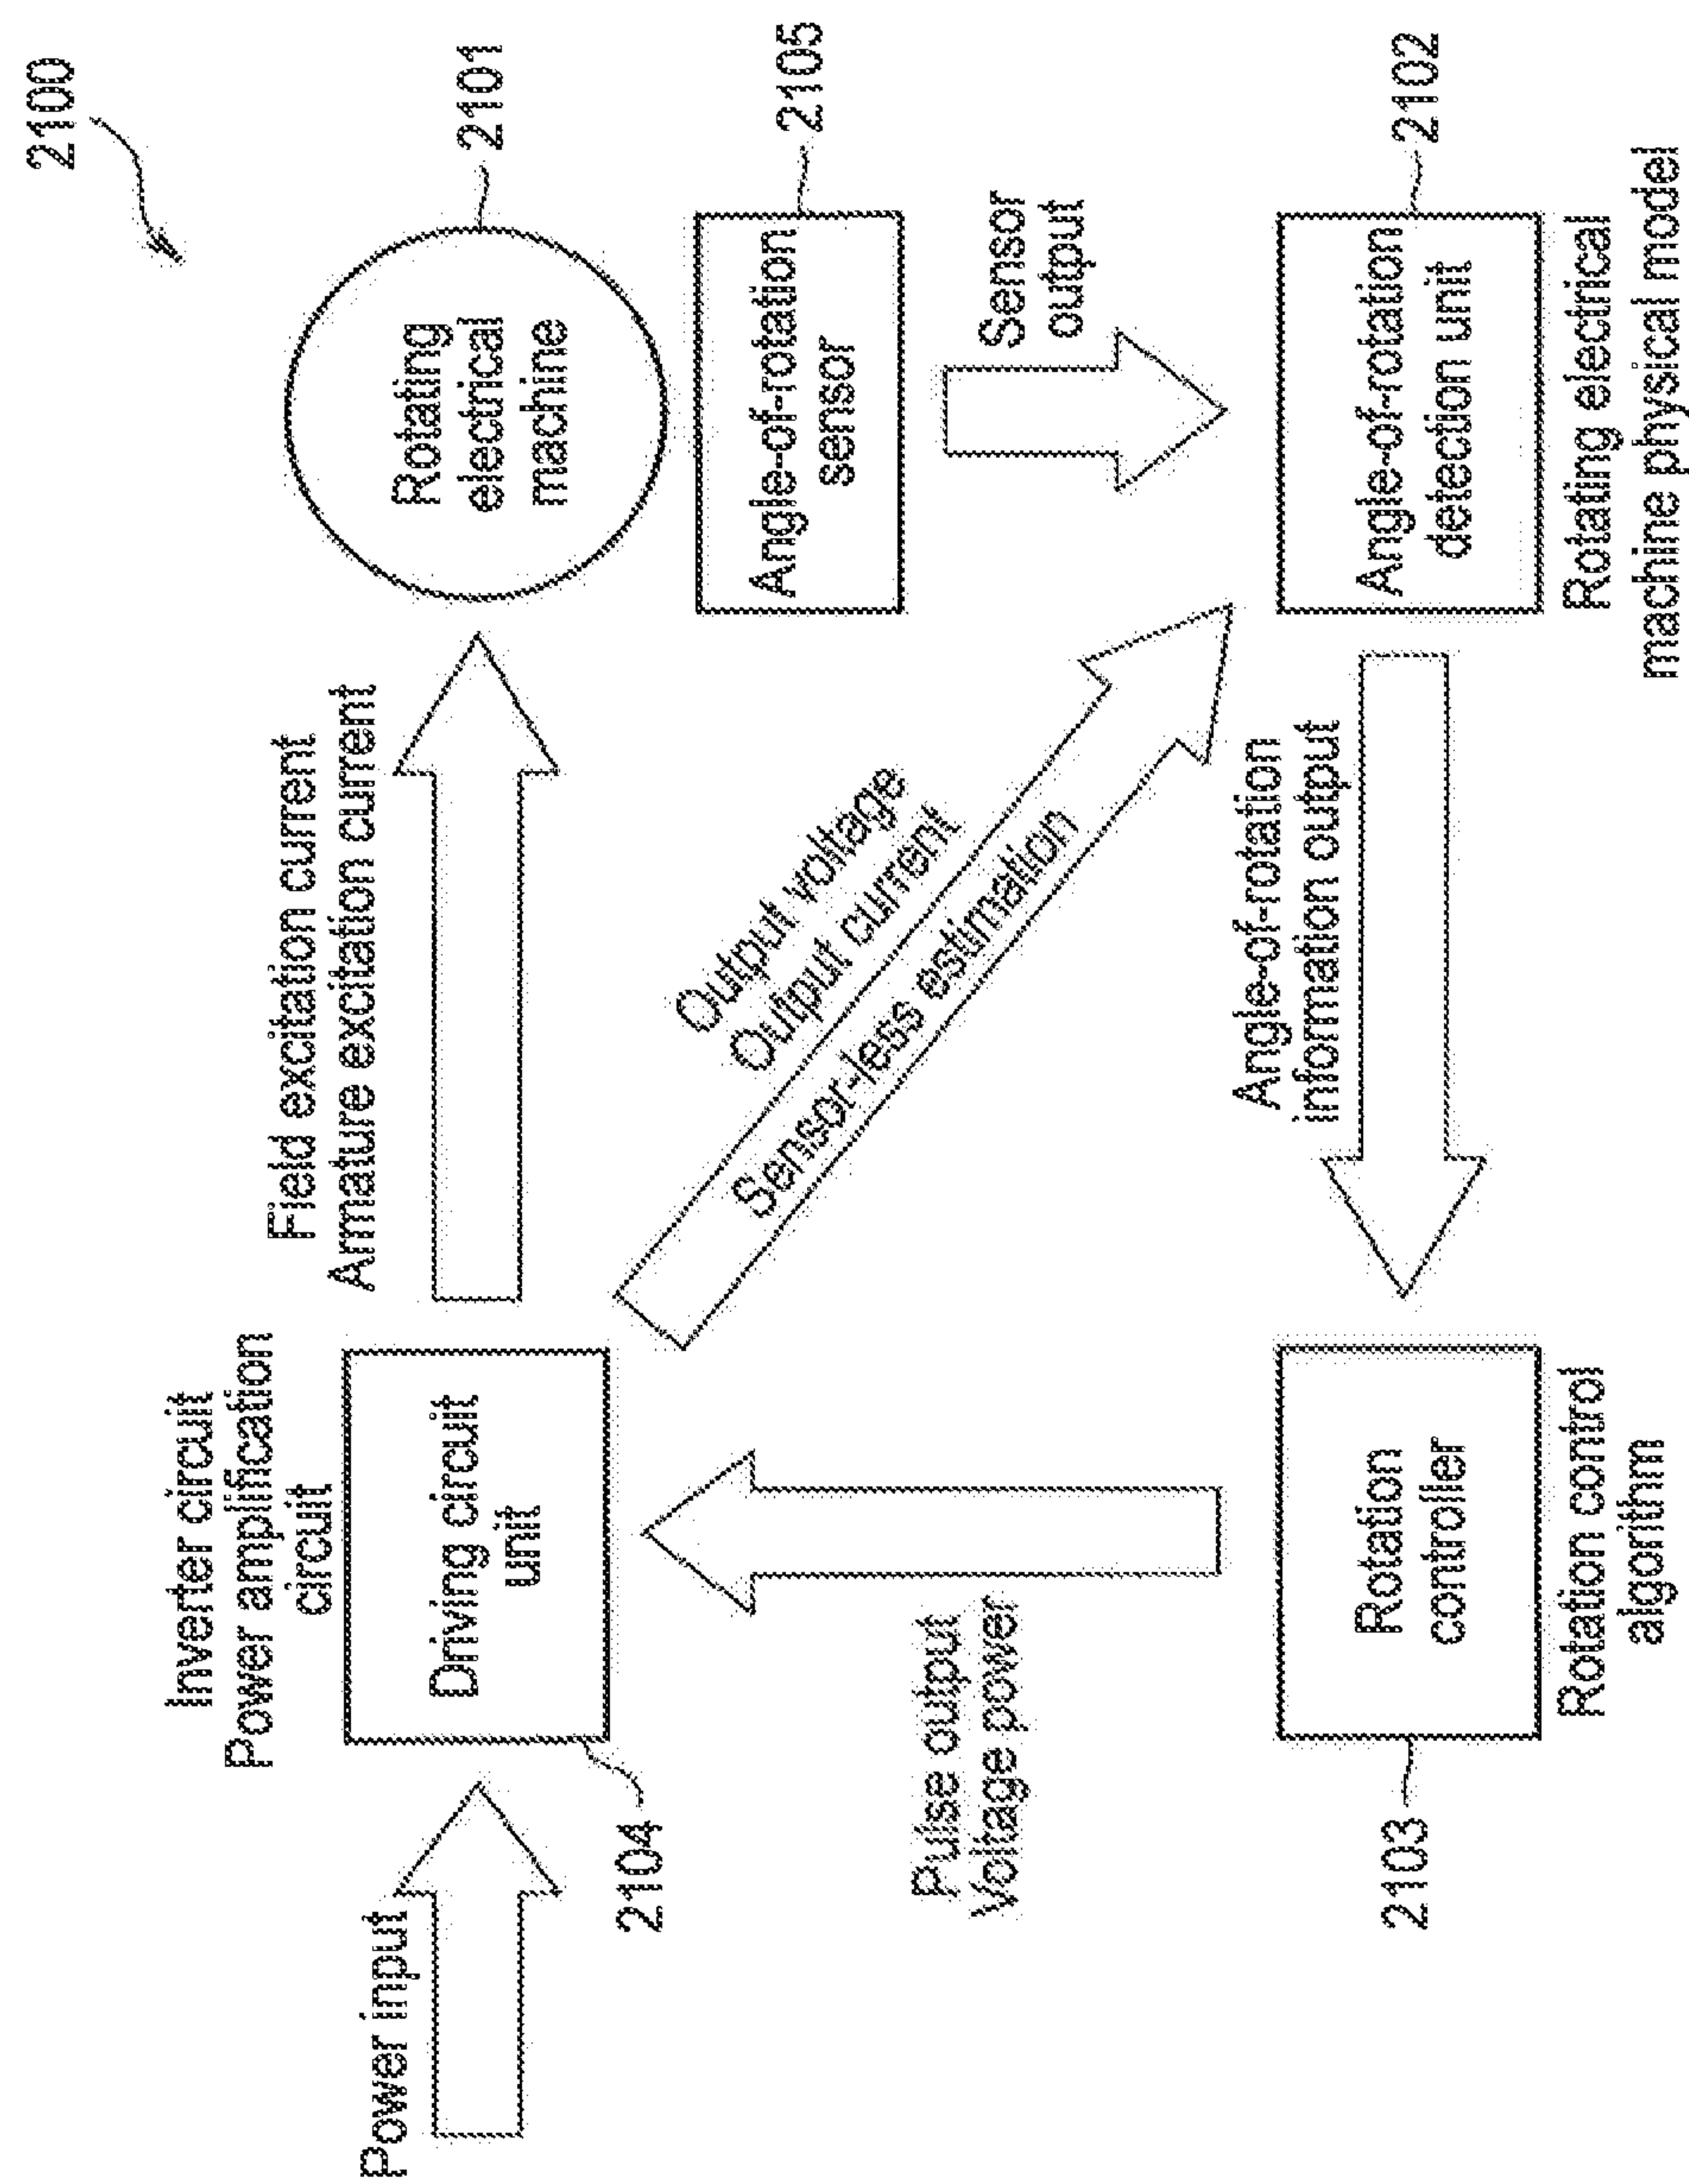 2100
Inverter circuit
Power amplification
circuit
Power input
Driving circuit
unit
2104
Field excitation current
Armature excitation current
Rotating
electrical
machine
2101
Angle-of-rotation
sensor
2105
Output voltage
Output current
Sensor-less estimation
Sensor
output
Pulse output
Voltage power
Angle-of-rotation
information output
Rotation
controller
2103
Rotation control
algorithm
Angle-of-rotation
detection unit
2102
Rotating electrical
machine physical model